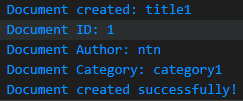 Document created: title1
Document ID: 1
Document Author: ntn
Document Category: category1
Document created successfully!